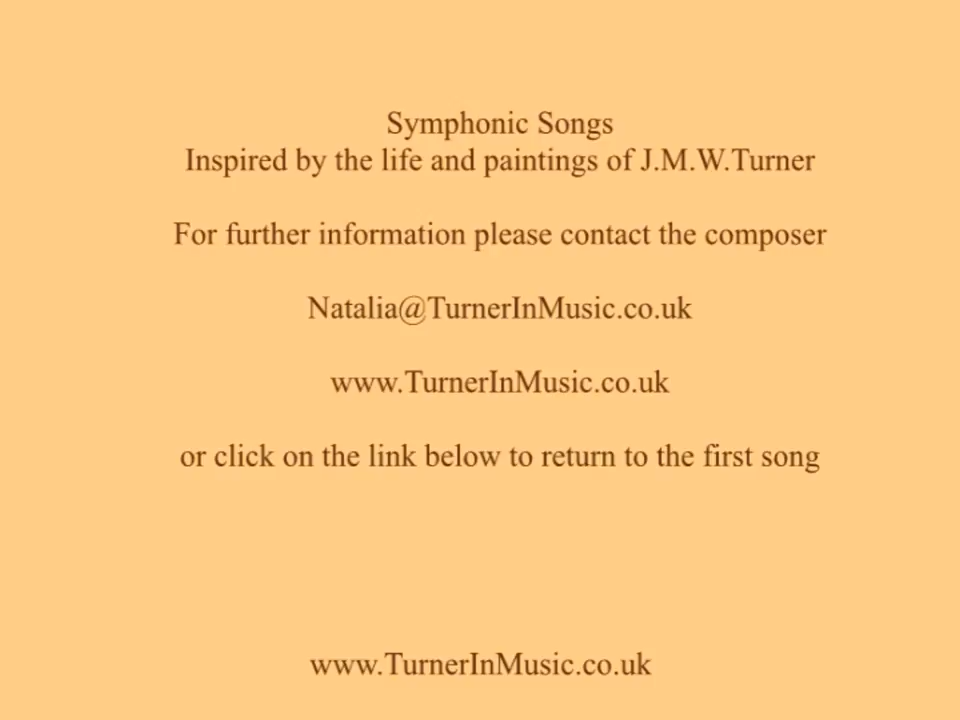 Symphonic Songs
Inspired by the life and paintings of J.M.W.Turner
For further information please contact the composer
Natalia@TurnerInMusic.co.uk
www.TurnerInMusic.co.uk
or click on the link below to return to the first song
www.TurnerInMusic.co.uk